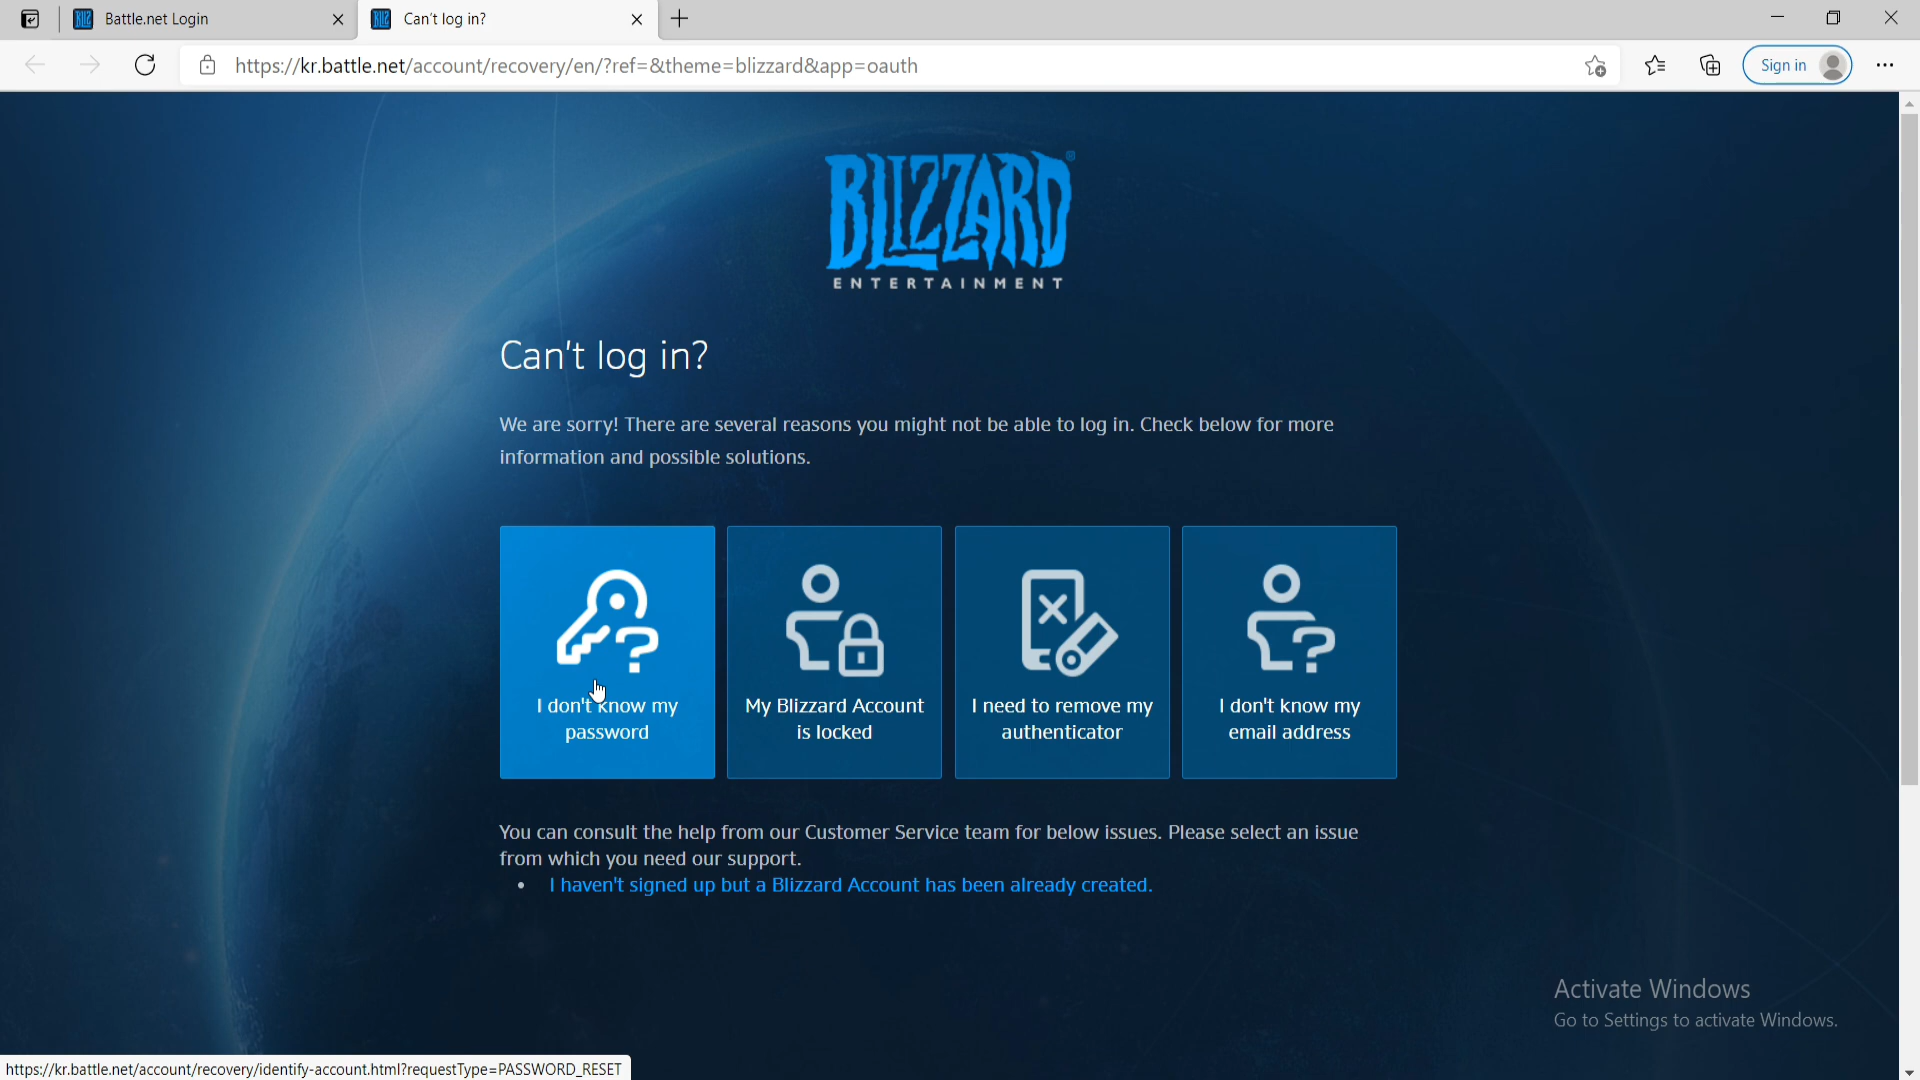 Battle.net Login
Can't log in?
https://kr.battle.net/account/recovery/en/?ref=&theme=blizzard&app=oauth
Sign in
BLIZZARD
ENTERTAINMENT
Can't log in?
We are sorry! There are several reasons you might not be able to log in. Check below for more
information and possible solutions.
I don't know my
password
My Blizzard Account
is locked
I need to remove my
authenticator
I don't know my
email address
You can consult the help from our Customer Service team for below issues. Please select an issue
from which you need our support.
• I haven't signed up but a Blizzard Account has been already created.
Activate Windows
Go to Settings to activate Windows.
https://kr.battle.net/account/recovery/identify-account.html?requestType=PASSWORD_RESET